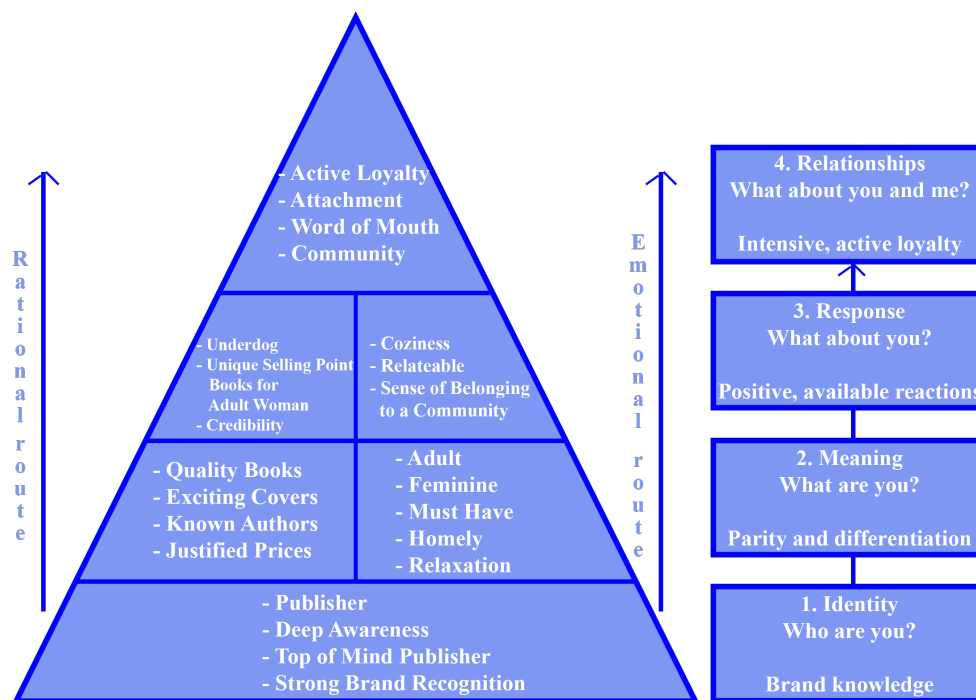 Rational route
- Active Loyalty
- Attachment
- Word of Mouth
- Community
- Underdog
- Unique Selling Point
Books for
Adult Woman
- Credibility
- Coziness
- Relateable
- Sense of Belonging
to a Community
- Quality Books
- Exciting Covers
- Known Authors
- Justified Prices
- Adult
- Feminine
- Must Have
- Homely
- Relaxation
- Publisher
- Deep Awareness
- Top of Mind Publisher
- Strong Brand Recognition
Emotional route
4. Relationships
What about you and me?
Intensive, active loyalty
3. Response
What about you?
Positive, available reactions
2. Meaning
What are you?
Parity and differentiation
1. Identity
Who are you?
Brand knowledge